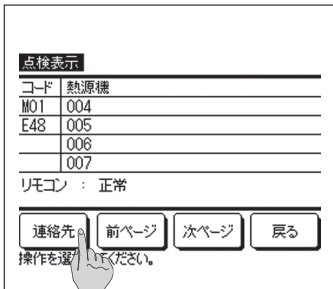 点検表示
コード 熱源機
M01 004
E48 005
006
007
リモコン : 正常
連絡先 前ページ 次ページ 戻る
操作を選 てください。